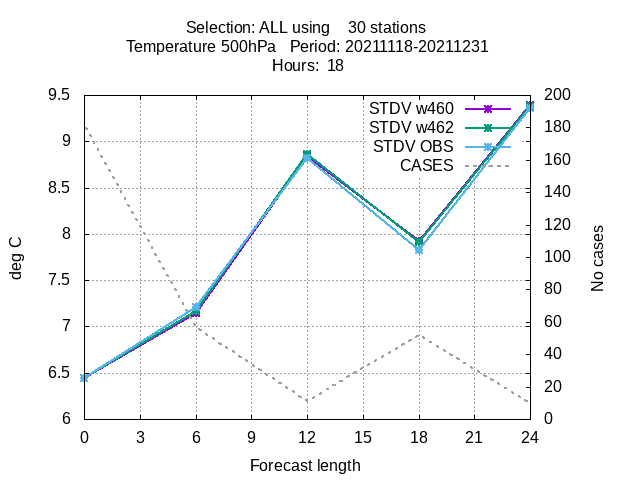 Selection: ALL using    30 stations
Temperature 500hPa   Period: 20211118-20211231
Hours:  18
STDV w460
STDV w462
STDV OBS
CASES
9.5
9
8.5
8
7.5
7
6.5
6
deg C
200
180
160
140
120
100
80
60
40
20
0
No cases
0 3 6 9 12 15 18 21 24
Forecast length